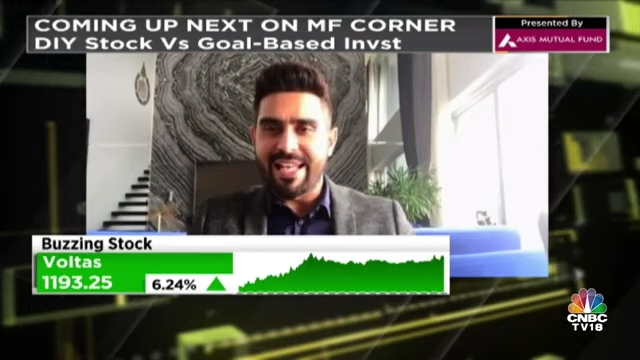 COMING UP NEXT ON MF CORNER
DIY Stock Vs Goal-Based Invst
Presented By
AXIS MUTUAL FUND
Buzzing Stock
Voltas
1193.25
6.24%
CNBC
TV18